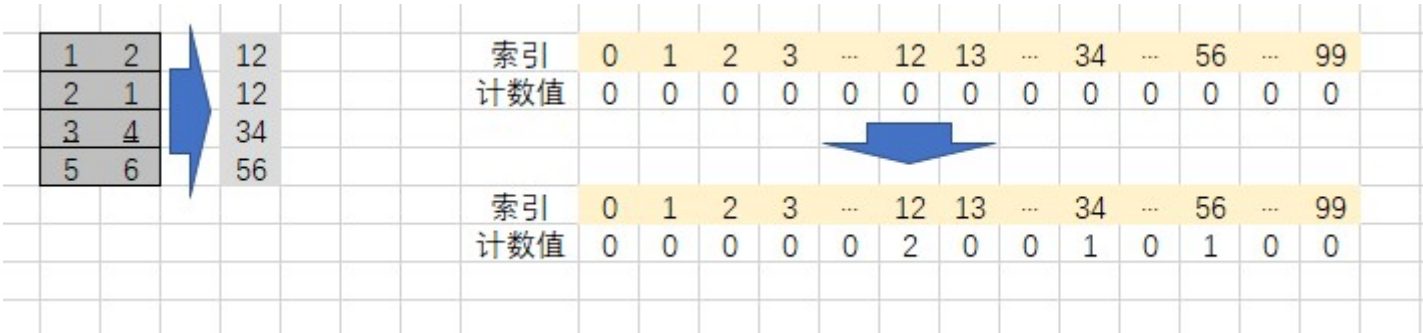 1 2 12 索引 0 1 2 3 … 12 13 … 34 … 56 … 99
2 1 12 计数值 0 0 0 0 0 0 0 0 0 0 0 0 0
3 4 34
5 6 56
索引 0 1 2 3 … 12 13 … 34 … 56 … 99
计数值 0 0 0 0 0 2 0 0 1 0 1 0 0